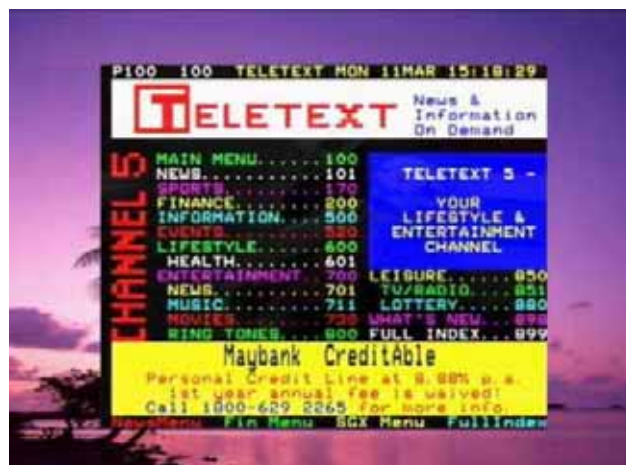 P100 100 TELETEXT MON 11MAR 15:18:29
TELETEXT
News &
Information
On Demand
CHANNEL 5
MAIN MENU......100
NEWS...........101
SPORTS.........170
FINANCE........200
INFORMATION....500
EVENTS.........520
LIFESTYLE......600
HEALTH.........601
ENTERTAINMENT..700
NEWS...........701
MUSIC..........711
MOVIES.........730
RING TONES.....800
TELETEXT 5 -
YOUR
LIFESTYLE &
ENTERTAINMENT
CHANNEL
LEISURE.......850
TV/RADIO......851
LOTTERY.......880
WHAT'S NEW....898
FULL INDEX...899
Maybank CreditAble
Personal Credit Line at 8.88% p.a.
1st year annual fee is waived!
Call 1800-629 2265 for more info.
NewsMenu Fin Menu SGX Menu FullIndex